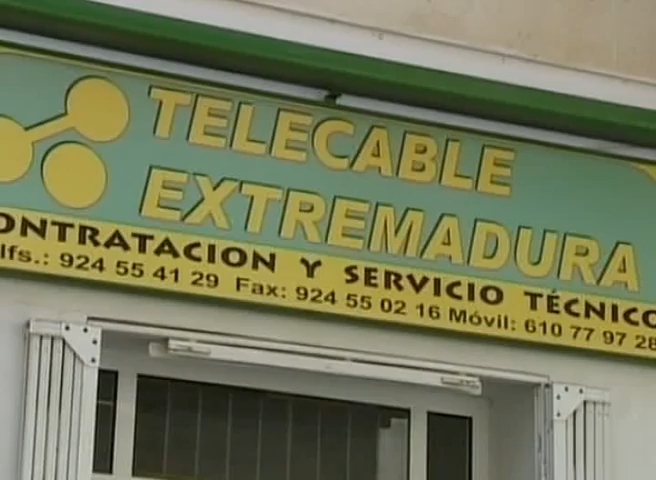 TELECABLE
EXTREMADURA
ONTRATACION Y SERVICIO TÉCNICO
lfs.: 924 55 41 29 Fax: 924 55 02 16 Móvil: 610 77 97 28